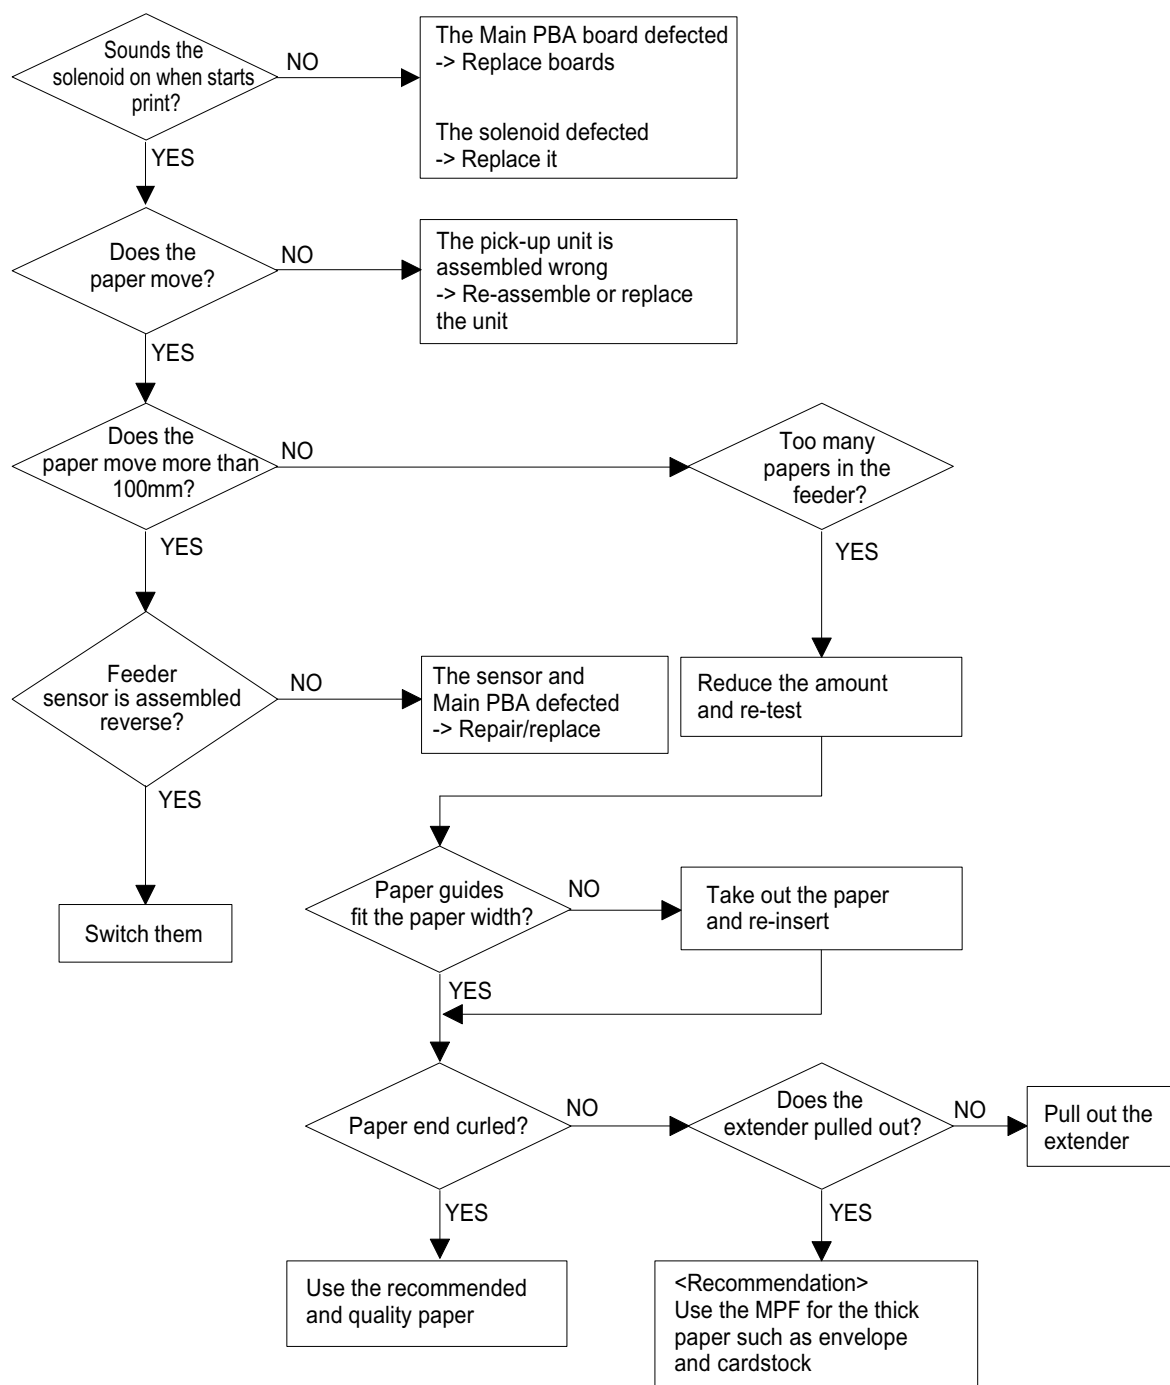 Sounds the
solenoid on when starts
print?
NO
The Main PBA board defected
-> Replace boards
The solenoid defected
-> Replace it
YES
Does the
paper move?
NO
The pick-up unit is
assembled wrong
-> Re-assemble or replace
the unit
YES
Does the
paper move more than
100mm?
NO
Too many
papers in the
feeder?
YES
YES
Feeder
sensor is assembled
reverse?
NO
The sensor and
Main PBA defected
-> Repair/replace
Reduce the amount
and re-test
YES
Switch them
Paper guides
fit the paper width?
NO
Take out the paper
and re-insert
YES
Paper end curled?
NO
Does the
extender pulled out?
NO
Pull out the
extender
YES
YES
Use the recommended
and quality paper
<Recommendation>
Use the MPF for the thick
paper such as envelope
and cardstock